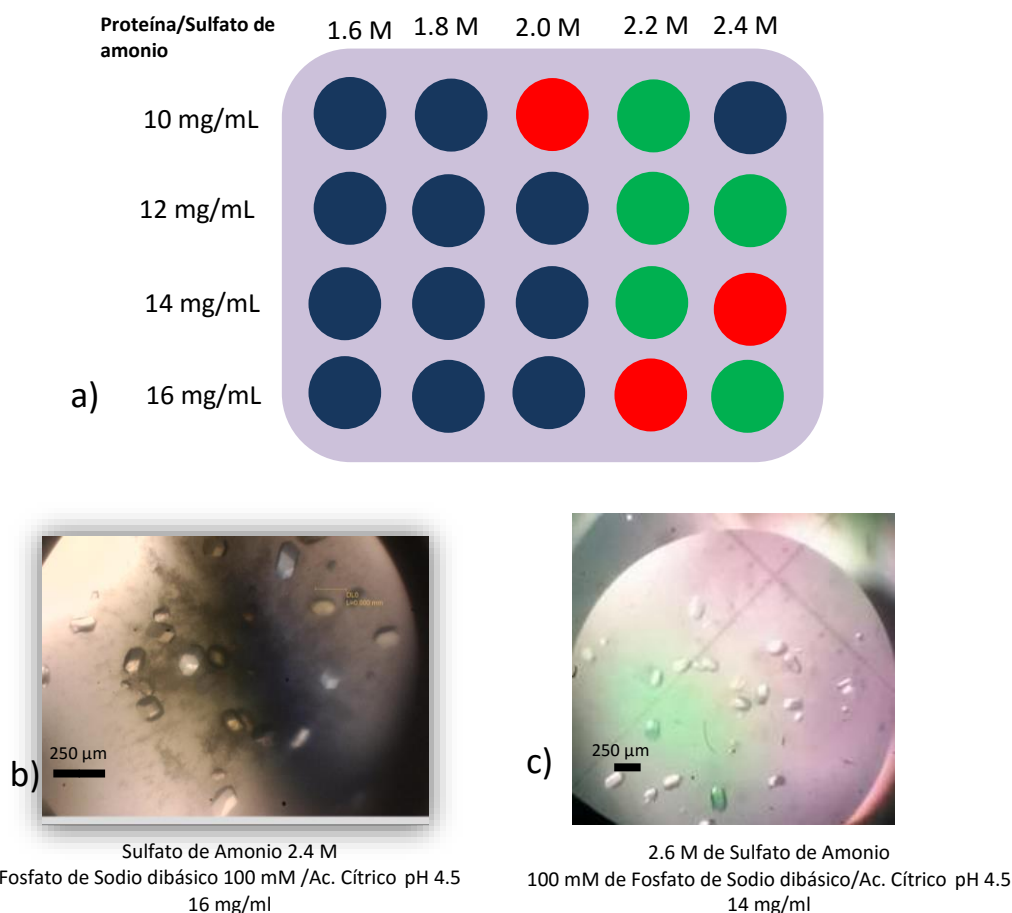 Proteína/Sulfato de
amonio
1.6 M 1.8 M 2.0 M 2.2 M 2.4 M
10 mg/mL
12 mg/mL
14 mg/mL
a) 16 mg/mL
250 µm
b)
250 µm
c)
Sulfato de Amonio 2.4 M
Fosfato de Sodio dibásico 100 mM /Ac. Cítrico pH 4.5
16 mg/ml
2.6 M de Sulfato de Amonio
100 mM de Fosfato de Sodio dibásico/Ac. Cítrico pH 4.5
14 mg/ml